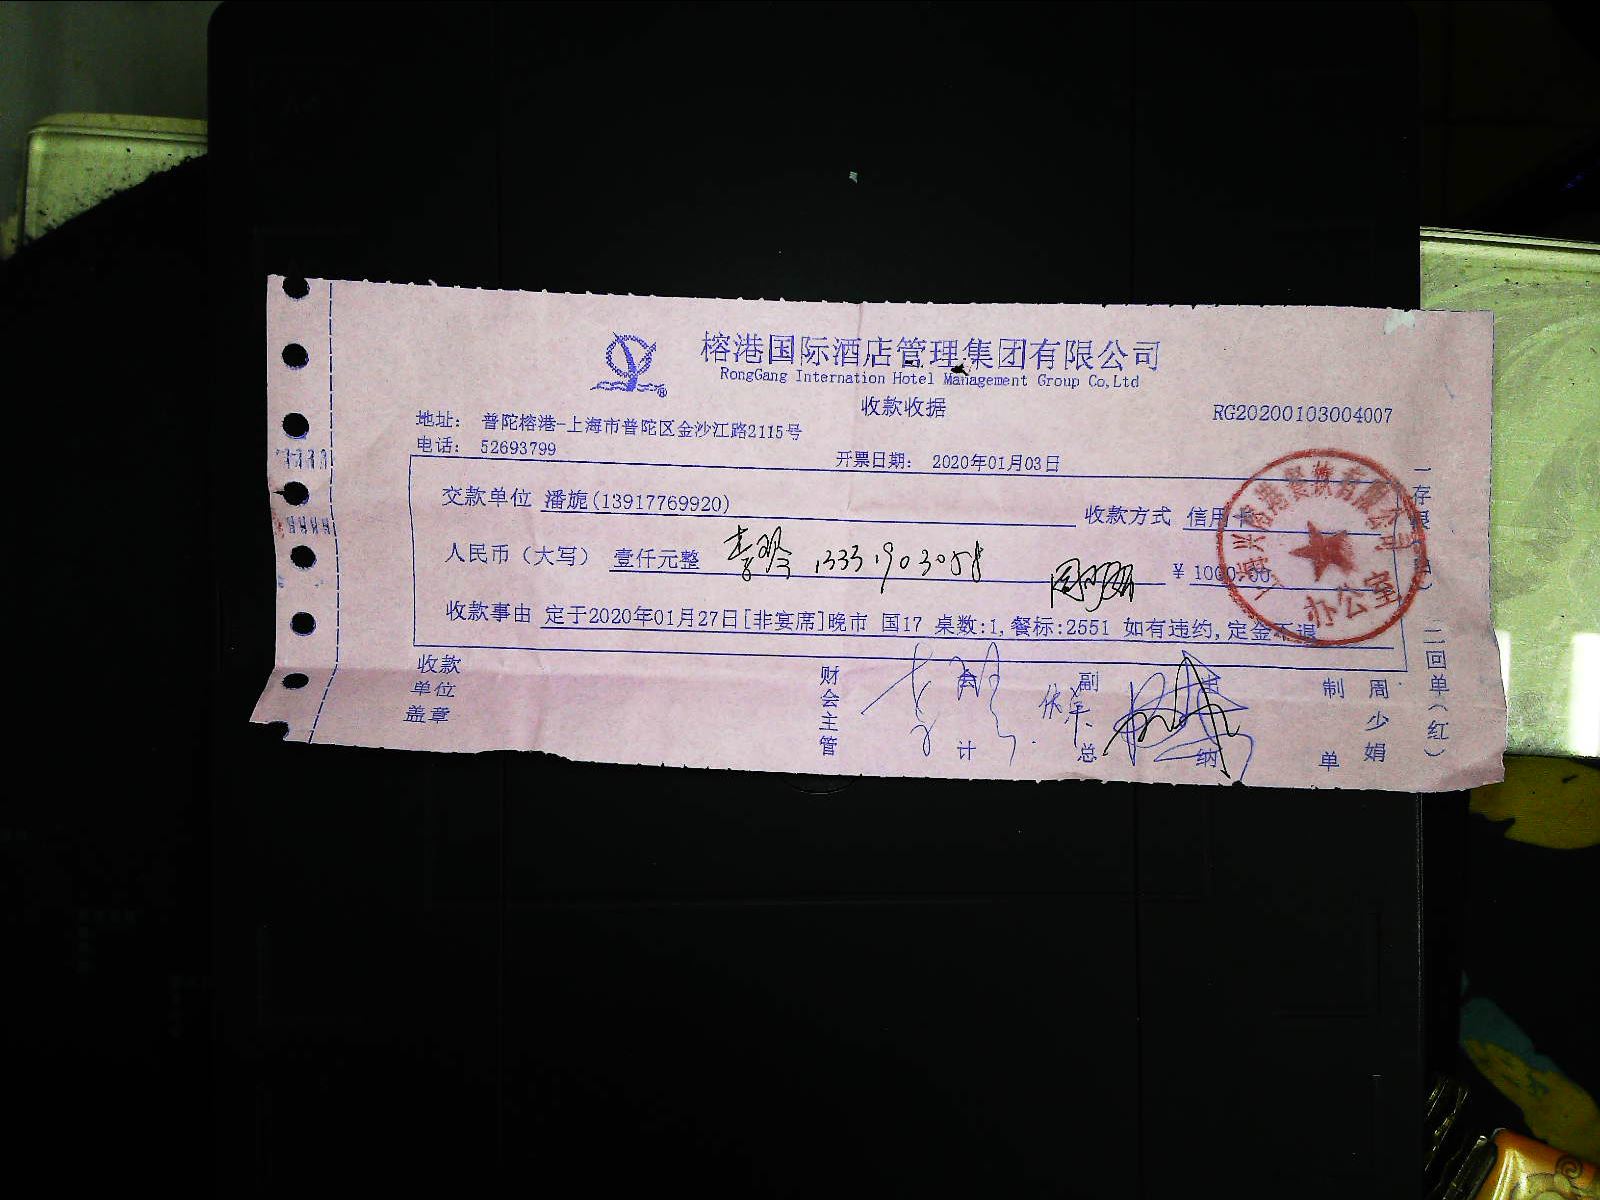 榕港国际酒店管理集团有限公司
RongGang Internation Hotel Management Group Co,Ltd
收款收据
RG20200103004007
地址： 普陀榕港-上海市普陀区金沙江路2115号
电话： 52693799
开票日期： 2020年01月03日
交款单位 潘旎(13917769920) 收款方式 信用卡
人民币（大写） 壹仟元整 13331903058 ¥ 1000.00
收款事由 定于2020年01月27日[非宴席]晚市 国17 桌数:1,餐标:2551 如有违约,定金不退
收款单位盖章
财会主管
会计
副总
出纳
制单
周少娟
一存根
二回单(红)
办公室